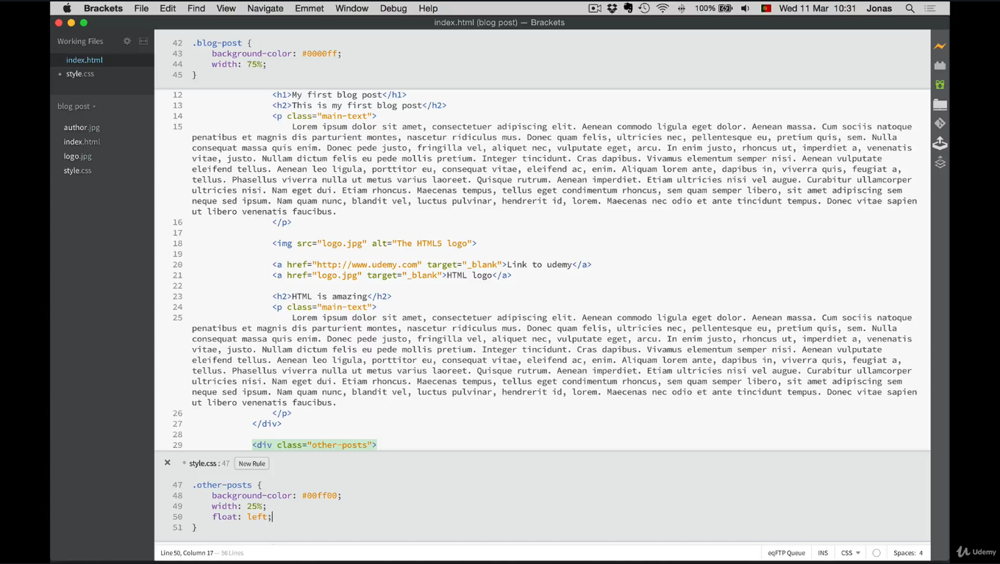 Brackets File Edit Find View Navigate Emmet Window Debug Help 100% Wed 11 Mar 10:31 Jonas
index.html (blog post) — Brackets
Working Files
index.html
style.css
blog post
author.jpg
index.html
logo.jpg
style.css
42 .blog-post {
43 background-color: #0000ff;
44 width: 75%;
45 }
12 <h1>My first blog post</h1>
13 <h2>This is my first blog post</h2>
14 <p class="main-text">
15 Lorem ipsum dolor sit amet, consectetuer adipiscing elit. Aenean commodo ligula eget dolor. Aenean massa. Cum sociis natoque
penatibus et magnis dis parturient montes, nascetur ridiculus mus. Donec quam felis, ultricies nec, pellentesque eu, pretium quis, sem. Nulla
consequat massa quis enim. Donec pede justo, fringilla vel, aliquet nec, vulputate eget, arcu. In enim justo, rhoncus ut, imperdiet a, venenatis
vitae, justo. Nullam dictum felis eu pede mollis pretium. Integer tincidunt. Cras dapibus. Vivamus elementum semper nisi. Aenean vulputate
eleifend tellus. Aenean leo ligula, porttitor eu, consequat vitae, eleifend ac, enim. Aliquam lorem ante, dapibus in, viverra quis, feugiat a,
tellus. Phasellus viverra nulla ut metus varius laoreet. Quisque rutrum. Aenean imperdiet. Etiam ultricies nisi vel augue. Curabitur ullamcorper
ultricies nisi. Nam eget dui. Etiam rhoncus. Maecenas tempus, tellus eget condimentum rhoncus, sem quam semper libero, sit amet adipiscing sem
neque sed ipsum. Nam quam nunc, blandit vel, luctus pulvinar, hendrerit id, lorem. Maecenas nec odio et ante tincidunt tempus. Donec vitae sapien
ut libero venenatis faucibus.
16 </p>
17
18 <img src="logo.jpg" alt="The HTML5 logo">
19
20 <a href="http://www.udemy.com" target="_blank">Link to udemy</a>
21 <a href="logo.jpg" target="_blank">HTML logo</a>
22
23 <h2>HTML is amazing</h2>
24 <p class="main-text">
25 Lorem ipsum dolor sit amet, consectetuer adipiscing elit. Aenean commodo ligula eget dolor. Aenean massa. Cum sociis natoque
penatibus et magnis dis parturient montes, nascetur ridiculus mus. Donec quam felis, ultricies nec, pellentesque eu, pretium quis, sem. Nulla
consequat massa quis enim. Donec pede justo, fringilla vel, aliquet nec, vulputate eget, arcu. In enim justo, rhoncus ut, imperdiet a, venenatis
vitae, justo. Nullam dictum felis eu pede mollis pretium. Integer tincidunt. Cras dapibus. Vivamus elementum semper nisi. Aenean vulputate
eleifend tellus. Aenean leo ligula, porttitor eu, consequat vitae, eleifend ac, enim. Aliquam lorem ante, dapibus in, viverra quis, feugiat a,
tellus. Phasellus viverra nulla ut metus varius laoreet. Quisque rutrum. Aenean imperdiet. Etiam ultricies nisi vel augue. Curabitur ullamcorper
ultricies nisi. Nam eget dui. Etiam rhoncus. Maecenas tempus, tellus eget condimentum rhoncus, sem quam semper libero, sit amet adipiscing sem
neque sed ipsum. Nam quam nunc, blandit vel, luctus pulvinar, hendrerit id, lorem. Maecenas nec odio et ante tincidunt tempus. Donec vitae sapien
ut libero venenatis faucibus.
26 </p>
27 </div>
28
29 <div class="other-posts">
style.css : 47 New Rule
47 .other-posts {
48 background-color: #00ff00;
49 width: 25%;
50 float: left;
51 }
Line 50, Column 17 — 56 Lines eqFTP Queue INS CSS Spaces: 4
Udemy